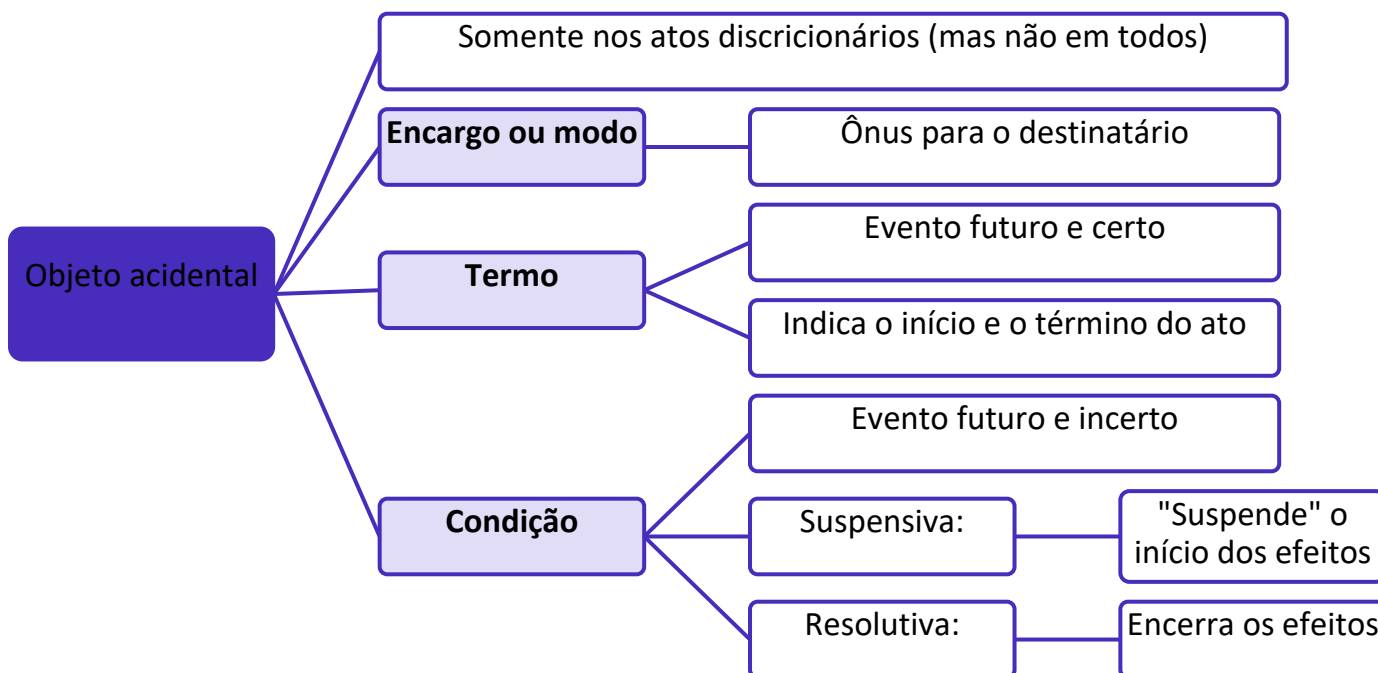 Somente nos atos discricionários (mas não em todos)
Encargo ou modo
Ônus para o destinatário
Objeto acidental
Termo
Evento futuro e certo
Indica o início e o término do ato
Condição
Evento futuro e incerto
Suspensiva:
"Suspende" o
início dos efeitos
Resolutiva:
Encerra os efeitos